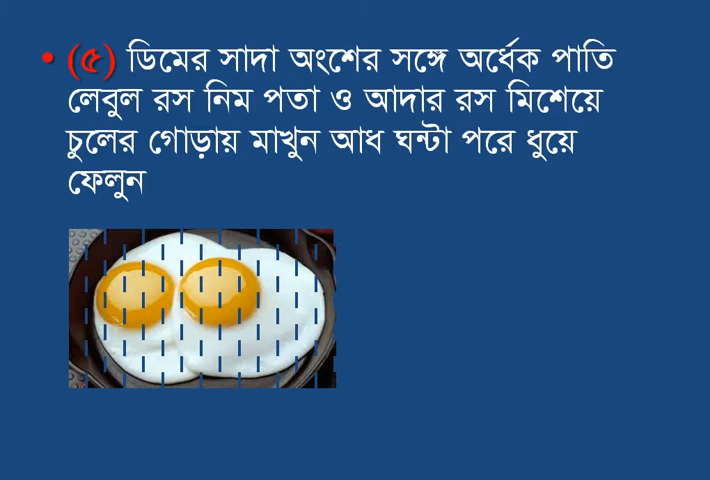 • (৫) ডিমের সাদা অংশের সঙ্গে অর্ধেক পাতি
লেবুল রস নিম পতা ও আদার রস মিশেয়ে
চুলের গোড়ায় মাখুন আধ ঘন্টা পরে ধুয়ে
ফেলুন